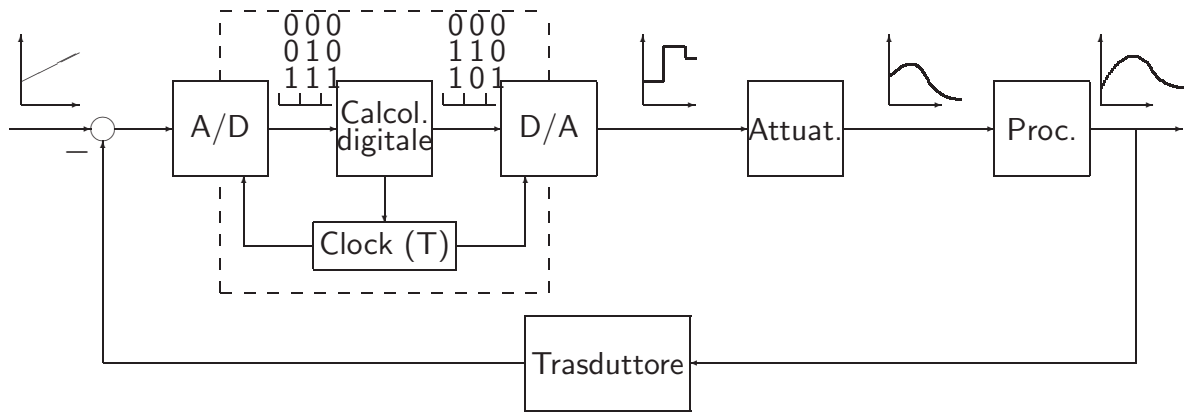 000 000
010 110
111 101
A/D
Calcol.
digitale
D/A
Attuat.
Proc.
−
Clock (T)
Trasduttore